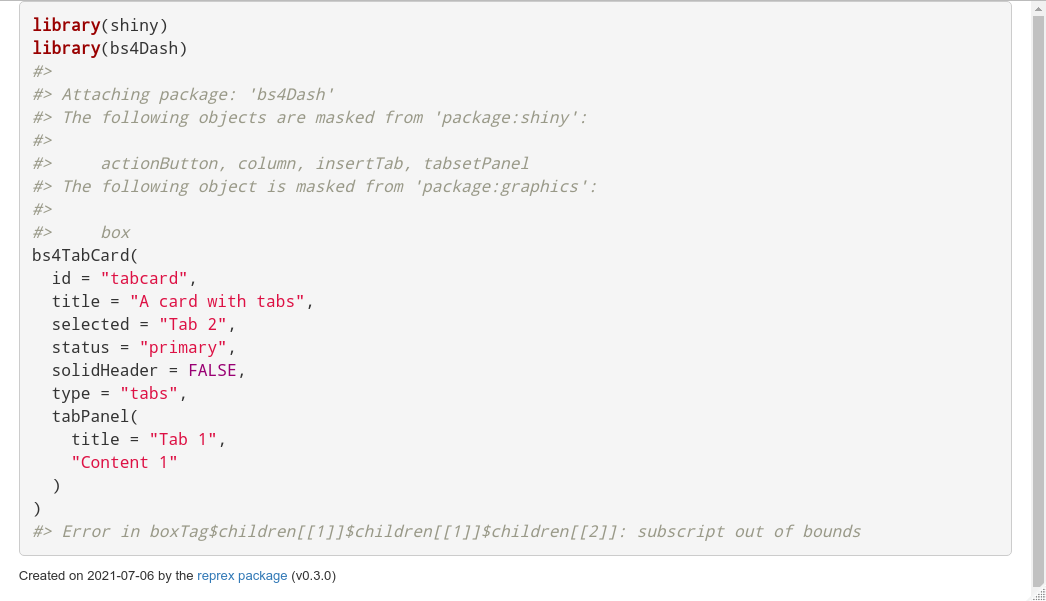 library(shiny)
library(bs4Dash)
#>
#> Attaching package: 'bs4Dash'
#> The following objects are masked from 'package:shiny':
#>
#>     actionButton, column, insertTab, tabsetPanel
#> The following object is masked from 'package:graphics':
#>
#>     box
bs4TabCard(
  id = "tabcard",
  title = "A card with tabs",
  selected = "Tab 2",
  status = "primary",
  solidHeader = FALSE,
  type = "tabs",
  tabPanel(
    title = "Tab 1",
    "Content 1"
  )
)
#> Error in boxTag$children[[1]]$children[[1]]$children[[2]]: subscript out of bounds
Created on 2021-07-06 by the reprex package (v0.3.0)